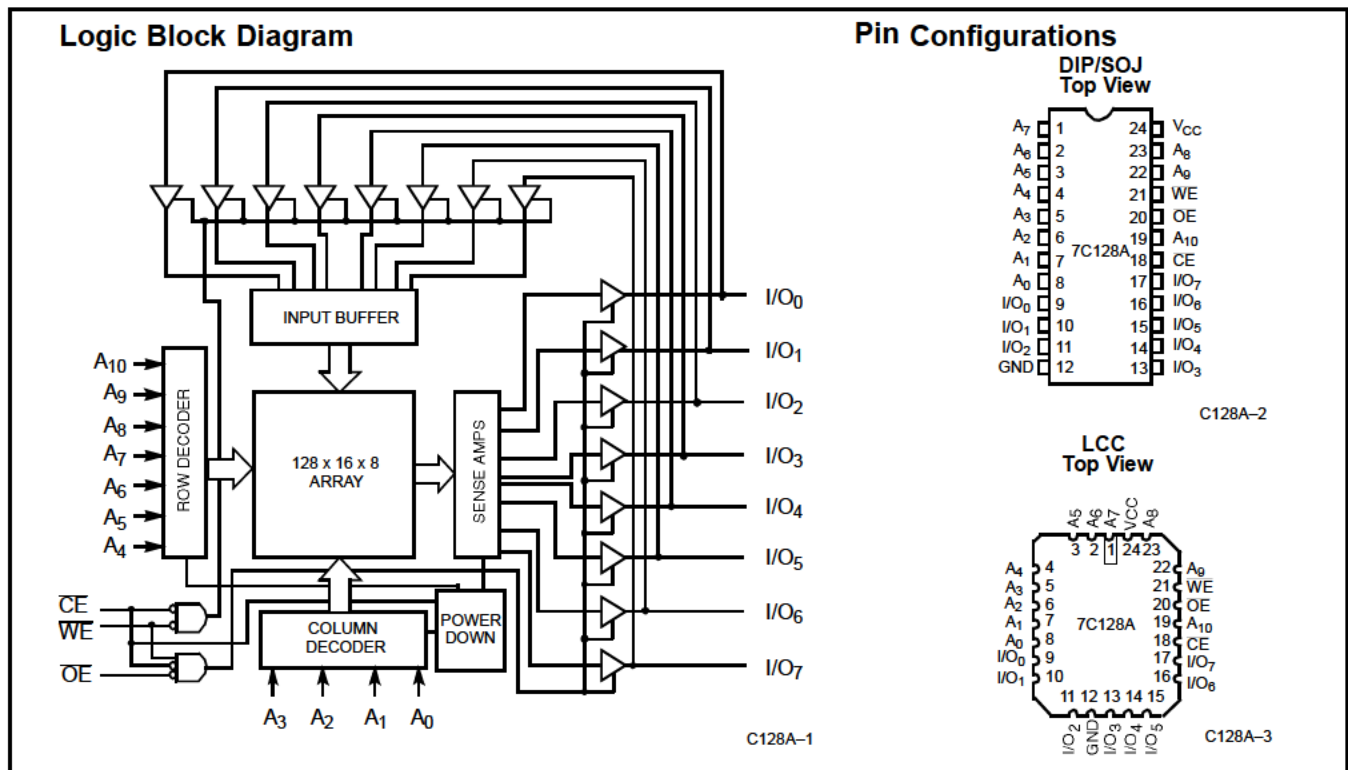 Logic Block Diagram
INPUT BUFFER
A10
A9
A8
A7
A6
A5
A4
ROW DECODER
128 x 16 x 8
ARRAY
SENSE AMPS
I/O0
I/O1
I/O2
I/O3
I/O4
I/O5
I/O6
I/O7
CE
WE
OE
COLUMN
DECODER
POWER
DOWN
A3 A2 A1 A0
C128A–1
Pin Configurations
DIP/SOJ
Top View
A7 1 24 VCC
A6 2 23 A8
A5 3 22 A9
A4 4 21 WE
A3 5 20 OE
A2 6 19 A10
7C128A
A1 7 18 CE
A0 8 17 I/O7
I/O0 9 16 I/O6
I/O1 10 15 I/O5
I/O2 11 14 I/O4
GND 12 13 I/O3
C128A–2
LCC
Top View
A5 A6 A7 VCC A8
3 2 1 24 23
A4 4 22 A9
A3 5 21 WE
A2 6 20 OE
A1 7 7C128A 19 A10
A0 8 18 CE
I/O0 9 17 I/O7
I/O1 10 16 I/O6
11 12 13 14 15
I/O2 GND I/O3 I/O4 I/O5
C128A–3